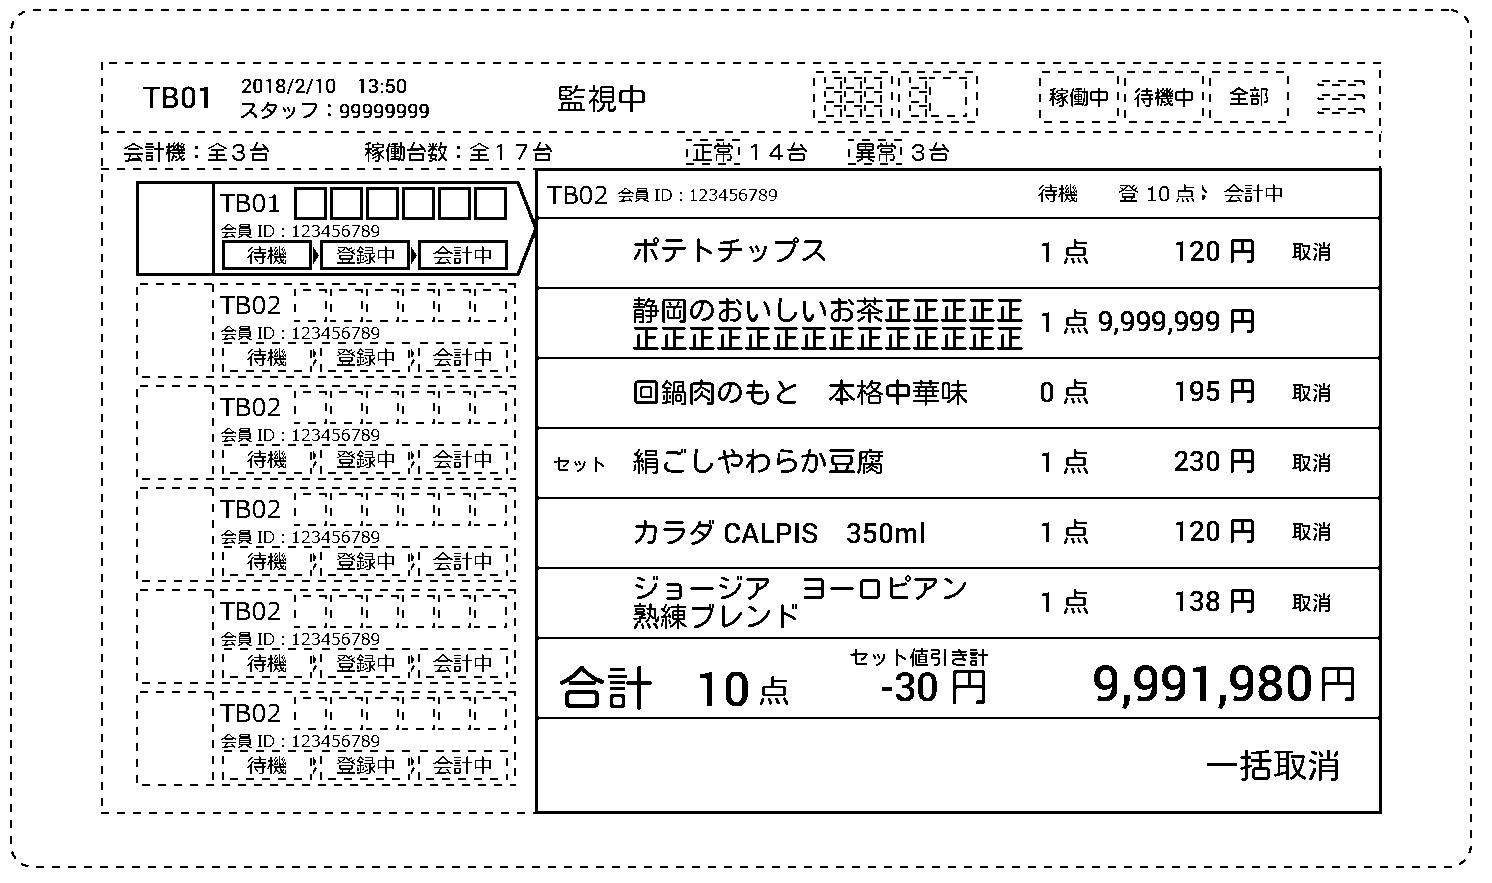 TB01
2018/2/10　13:50
スタッフ：99999999
監視中
稼働中 待機中 全部
会計機：全3台
稼働台数：全17台
正常 14台
異常 3台
TB01
会員 ID：123456789
待機 登録中 会計中
TB02
会員 ID：123456789
待機 登録中 会計中
TB02
会員 ID：123456789
待機 登録中 会計中
TB02
会員 ID：123456789
待機 登録中 会計中
TB02
会員 ID：123456789
待機 登録中 会計中
TB02
会員 ID：123456789
待機 登録中 会計中
TB02 会員 ID：123456789 待機 登 10 点 会計中
ポテトチップス 1 点 120 円 取消
静岡のおいしいお茶正正正正正
正正正正正正正正正正正正正正
1 点 9,999,999 円
回鍋肉のもと　本格中華味 0 点 195 円 取消
セット 絹ごしやわらか豆腐 1 点 230 円 取消
カラダ CALPIS　350ml 1 点 120 円 取消
ジョージア　ヨーロピアン
熟練ブレンド
1 点 138 円 取消
合計 10 点
セット値引き計
-30 円
9,991,980円
一括取消